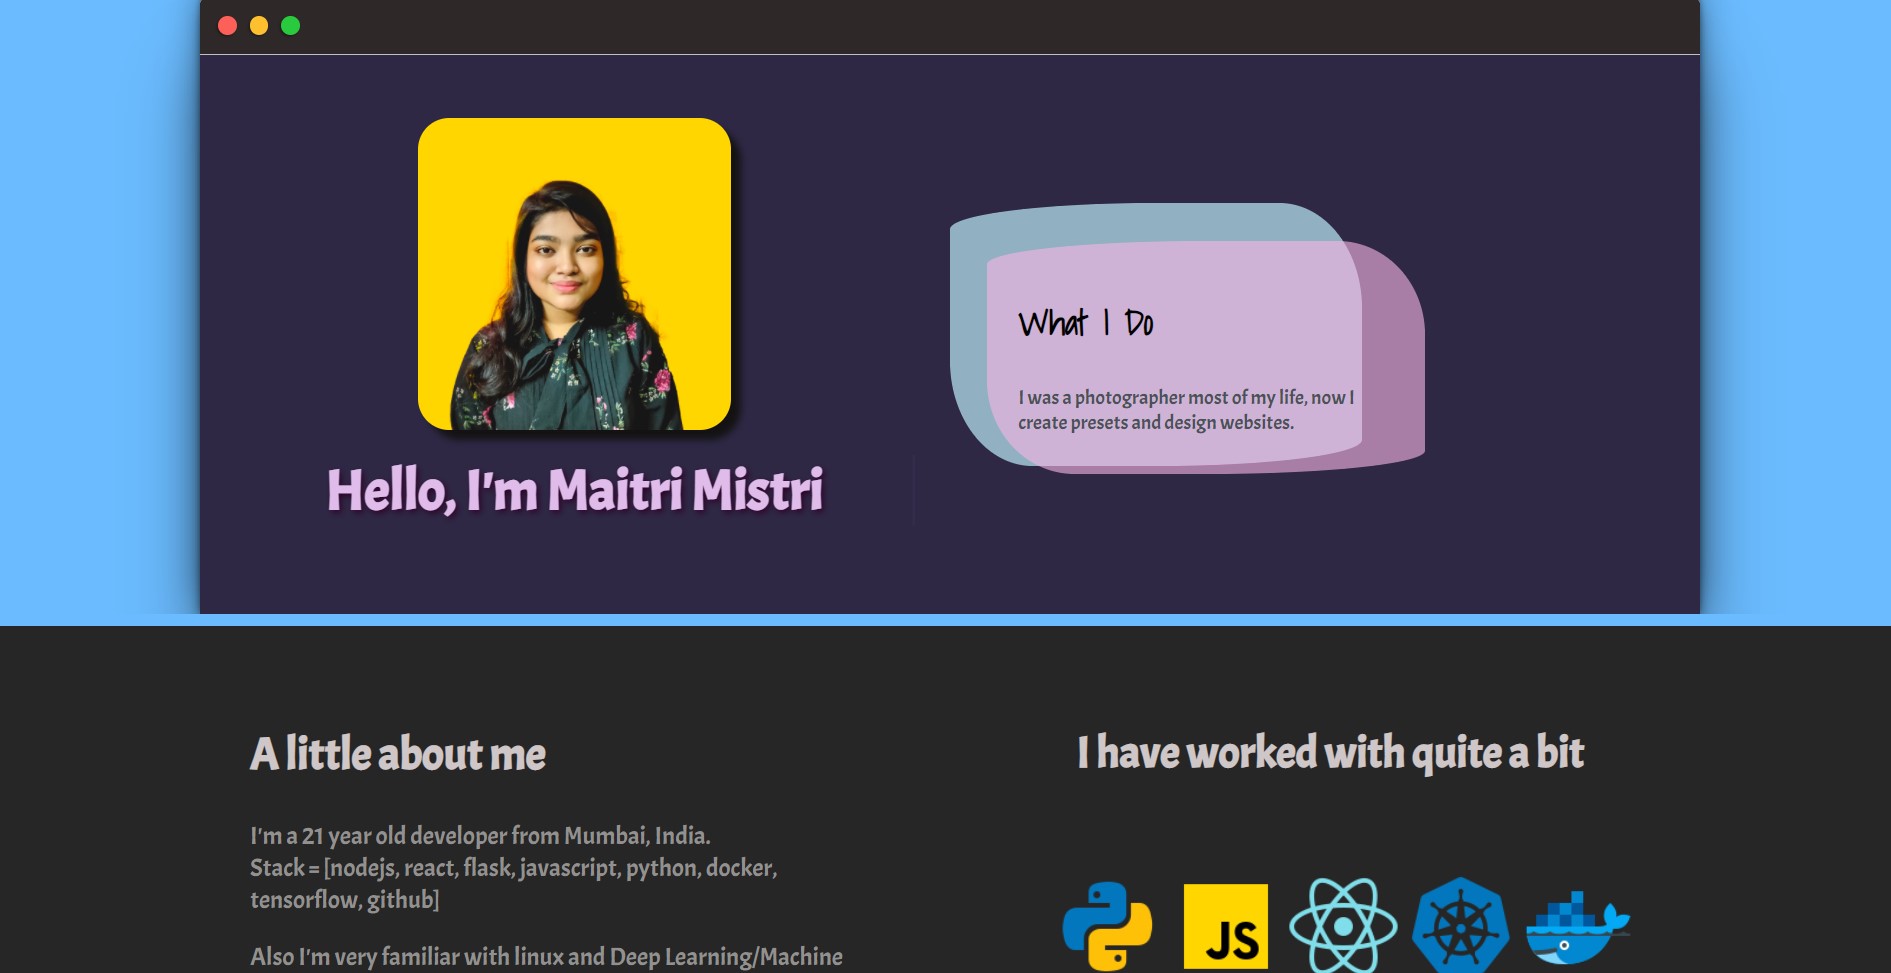 Hello, I'm Maitri Mistri
What I Do
I was a photographer most of my life, now I
create presets and design websites.
A little about me
I'm a 21 year old developer from Mumbai, India.
Stack = [nodejs, react, flask, javascript, python, docker,
tensorflow, github]
Also I'm very familiar with linux and Deep Learning/Machine
I have worked with quite a bit
JS